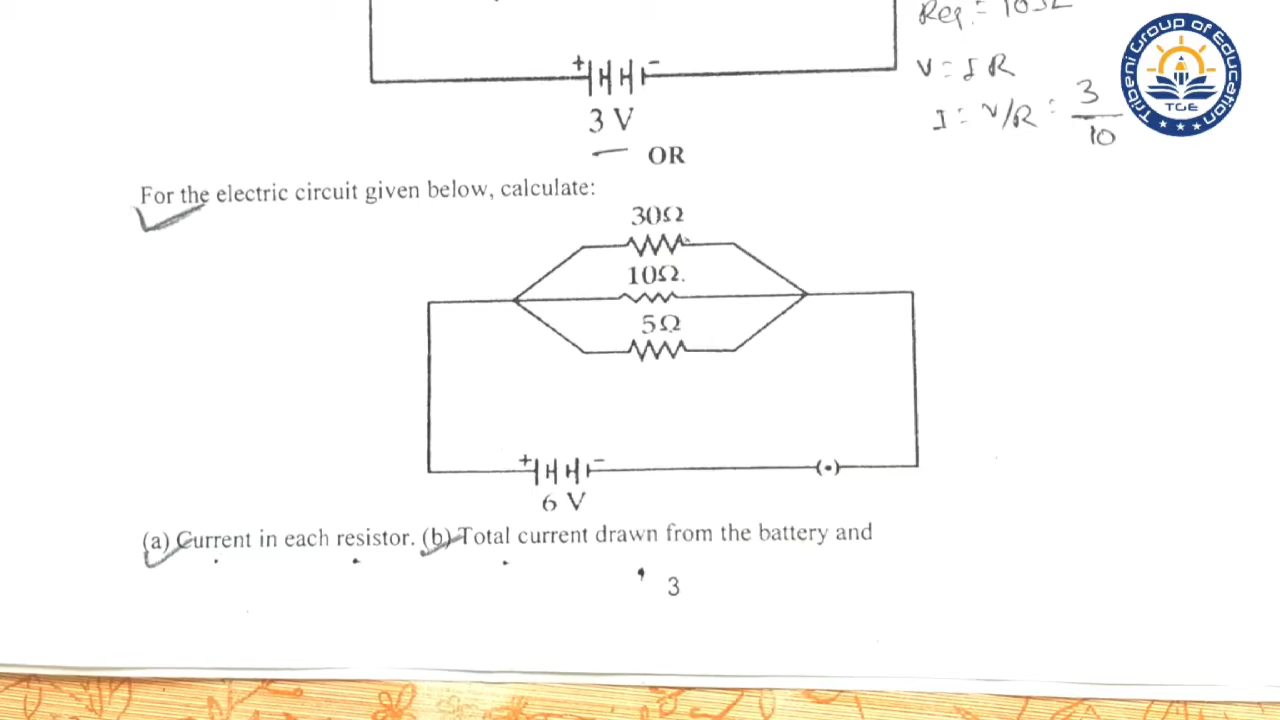 Req. = 10Ω
V = I R
I = V/R = 3/10
Tribeni Group of Education
TGE
+ -
3 V
OR
For the electric circuit given below, calculate:
30Ω
10Ω.
5Ω
+ -
(•)
6 V
(a) Current in each resistor. (b) Total current drawn from the battery and
3